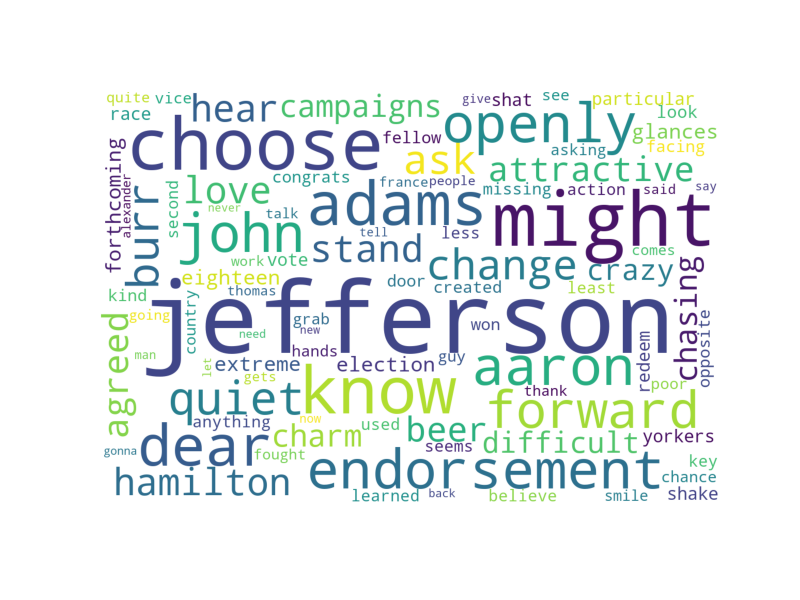 quite vice
race
hear
campaigns
give shat
see
particular
look
openly
glances
choose
fellow
ask
asking
facing
forthcoming
alexander
second
love
congrats
france people
attractive
missing action said say
never
adams
might
burr
john
talk
tell
less
stand
change
crazy
comes
work vote
eighteen
door
created
least
chasing
kind
country
thomas
jefferson
going
grab
new
won
need
hands
guy
redeem
opposite
agreed
man
let
extreme
election
aaron
poor
gets
know
thank
now
quiet
forward
anything
used
beer
seems
yorkers
dear
charm
difficult
gonna
fought
endorsement
key
chance
hamilton
learned
back
believe
smile
shake